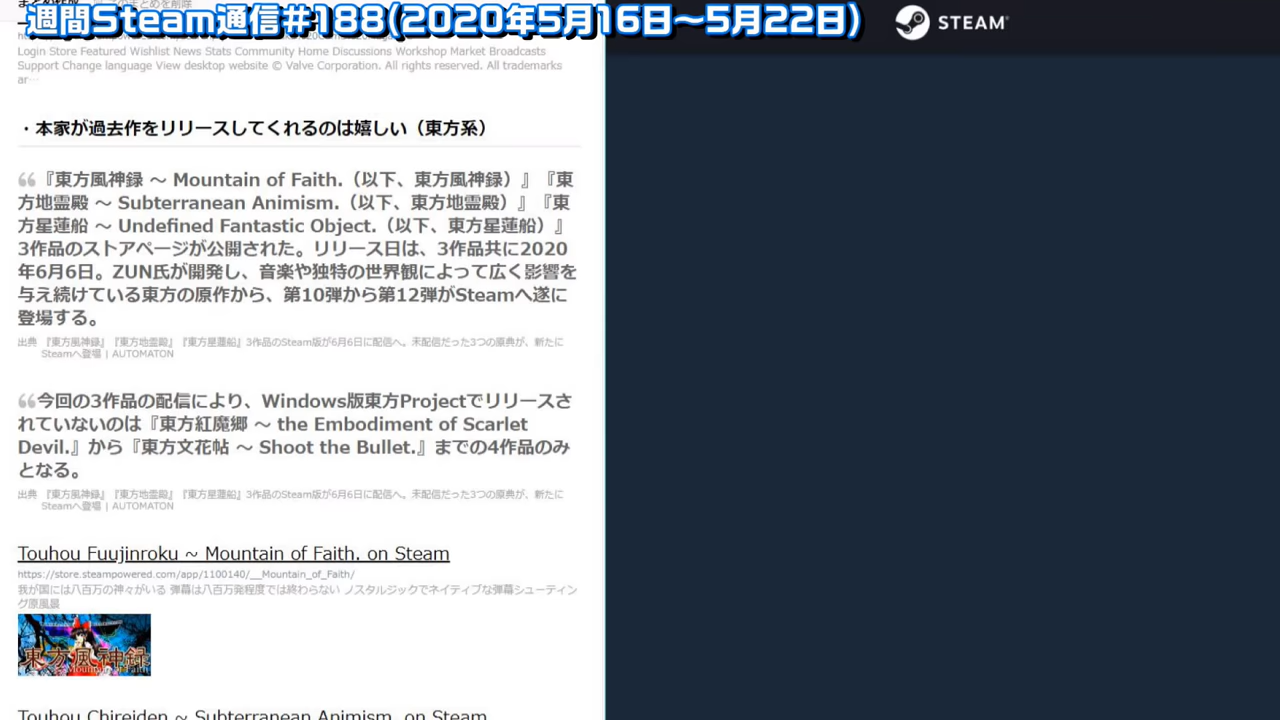 週間Steam通信#188(2020年5月16日～5月22日)
STEAM
Login Store Featured Wishlist News Stats Community Home Discussions Workshop Market Broadcasts
Support Change language View desktop website © Valve Corporation. All rights reserved. All trademarks
ar…
・本家が過去作をリリースしてくれるのは嬉しい（東方系）
『東方風神録 ～ Mountain of Faith.（以下、東方風神録）』『東
方地霊殿 ～ Subterranean Animism.（以下、東方地霊殿）『東
方星蓮船 ～ Undefined Fantastic Object.（以下、東方星蓮船）』
3作品のストアページが公開された。リリース日は、3作品共に2020
年6月6日。ZUN氏が開発し、音楽や独特の世界観によって広く影響を
与え続けている東方の原作から、第10弾から第12弾がSteamへ遂に
登場する。
出典 『東方風神録』『東方地霊殿』『東方星蓮船』3作品のSteam版が6月6日に配信へ。未配信だった3つの原典が、新たに
Steamへ登場 | AUTOMATON
今回の3作品の配信により、Windows版東方Projectでリリースさ
れていないのは『東方紅魔郷 ～ the Embodiment of Scarlet
Devil.』から『東方文花帖 ～ Shoot the Bullet.』までの4作品のみ
となる。
出典 『東方風神録』『東方地霊殿』『東方星蓮船』3作品のSteam版が6月6日に配信へ。未配信だった3つの原典が、新たに
Steamへ登場 | AUTOMATON
Touhou Fuujinroku ~ Mountain of Faith. on Steam
https://store.steampowered.com/app/1100140/__Mountain_of_Faith/
我が国には八百万の神々がいる 弾幕は八百万発程度では終わらない ノスタルジックでネイティブな弾幕シューティン
グ原風景
東方風神録
Mountain of Faith
Touhou Chireiden ~ Subterranean Animism. on Steam